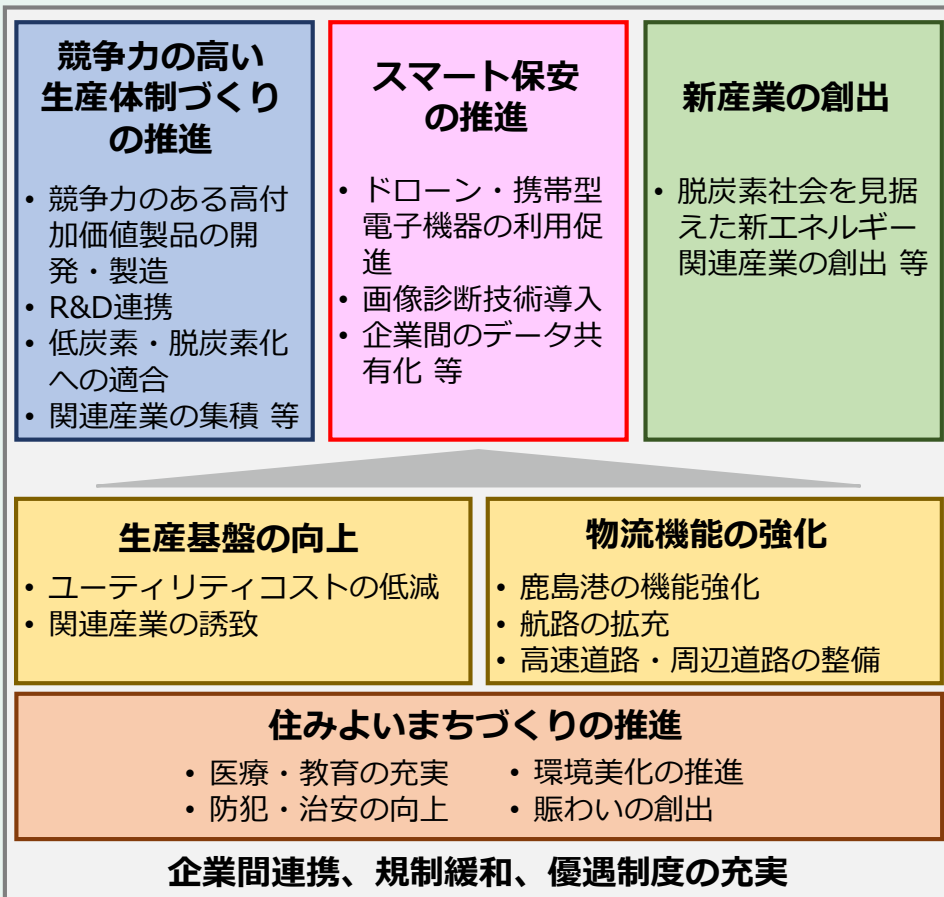 競争力の高い
生産体制づくり
の推進
• 競争力のある高付
加価値製品の開
発・製造
• R&D連携
• 低炭素・脱炭素化
への適合
• 関連産業の集積 等
スマート保安
の推進
• ドローン・携帯型
電子機器の利用促
進
• 画像診断技術導入
• 企業間のデータ共
有化 等
新産業の創出
• 脱炭素社会を見据
えた新エネルギー
関連産業の創出 等
生産基盤の向上
• ユーティリティコストの低減
• 関連産業の誘致
物流機能の強化
• 鹿島港の機能強化
• 航路の拡充
• 高速道路・周辺道路の整備
住みよいまちづくりの推進
• 医療・教育の充実
• 防犯・治安の向上
• 環境美化の推進
• 賑わいの創出
企業間連携、規制緩和、優遇制度の充実